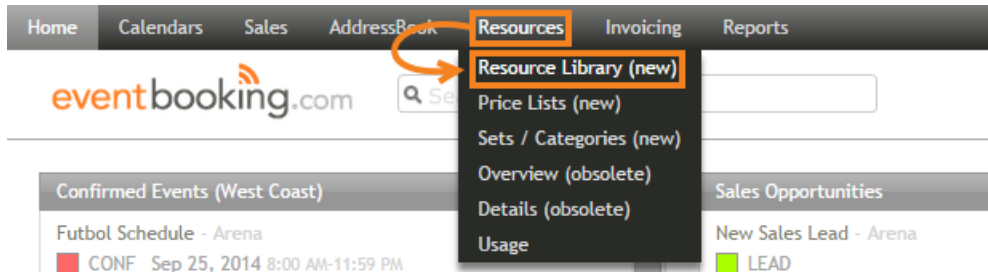 Home Calendars Sales AddressBook Resources Invoicing Reports
Resource Library (new)
eventbooking.com
Price Lists (new)
Sets / Categories (new)
Overview (obsolete)
Details (obsolete)
Usage
Confirmed Events (West Coast)
Futbol Schedule - Arena
CONF Sep 25, 2014 8:00 AM-11:59 PM
Sales Opportunities
New Sales Lead - Arena
LEAD